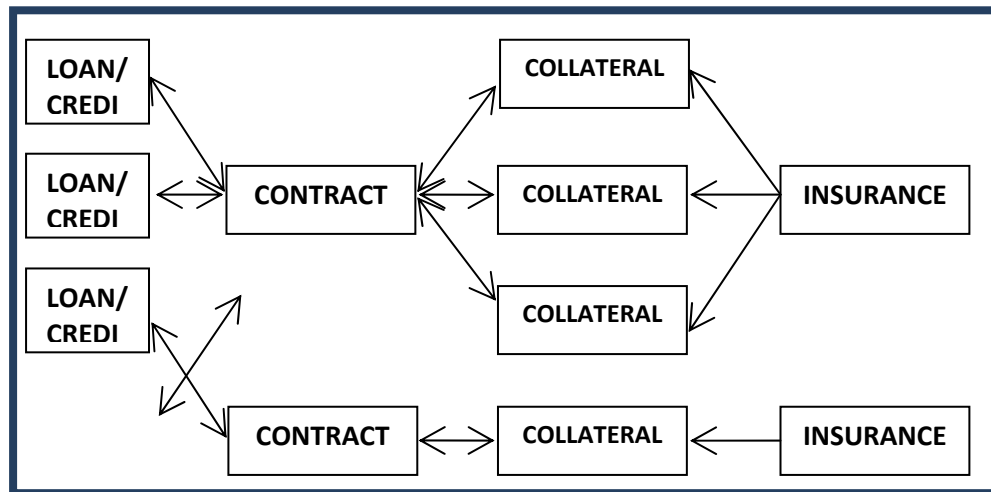 LOAN/
CREDI
COLLATERAL
LOAN/
CREDI
CONTRACT
COLLATERAL
INSURANCE
LOAN/
CREDI
COLLATERAL
CONTRACT
COLLATERAL
INSURANCE